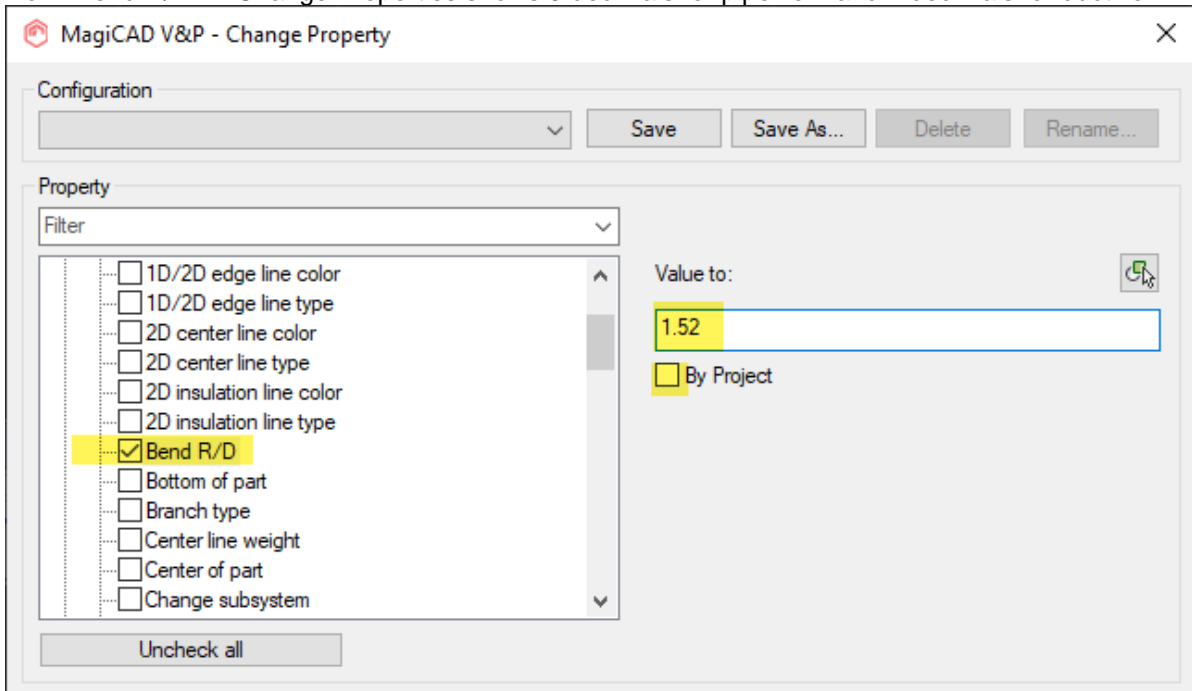 MagiCAD V&P - Change Property
Configuration
Save
Save As...
Delete
Rename...
Property
Filter
1D/2D edge line color
1D/2D edge line type
2D center line color
2D center line type
2D insulation line color
2D insulation line type
Bend R/D
Bottom of part
Branch type
Center line weight
Center of part
Change subsystem
Value to:
1.52
By Project
Uncheck all